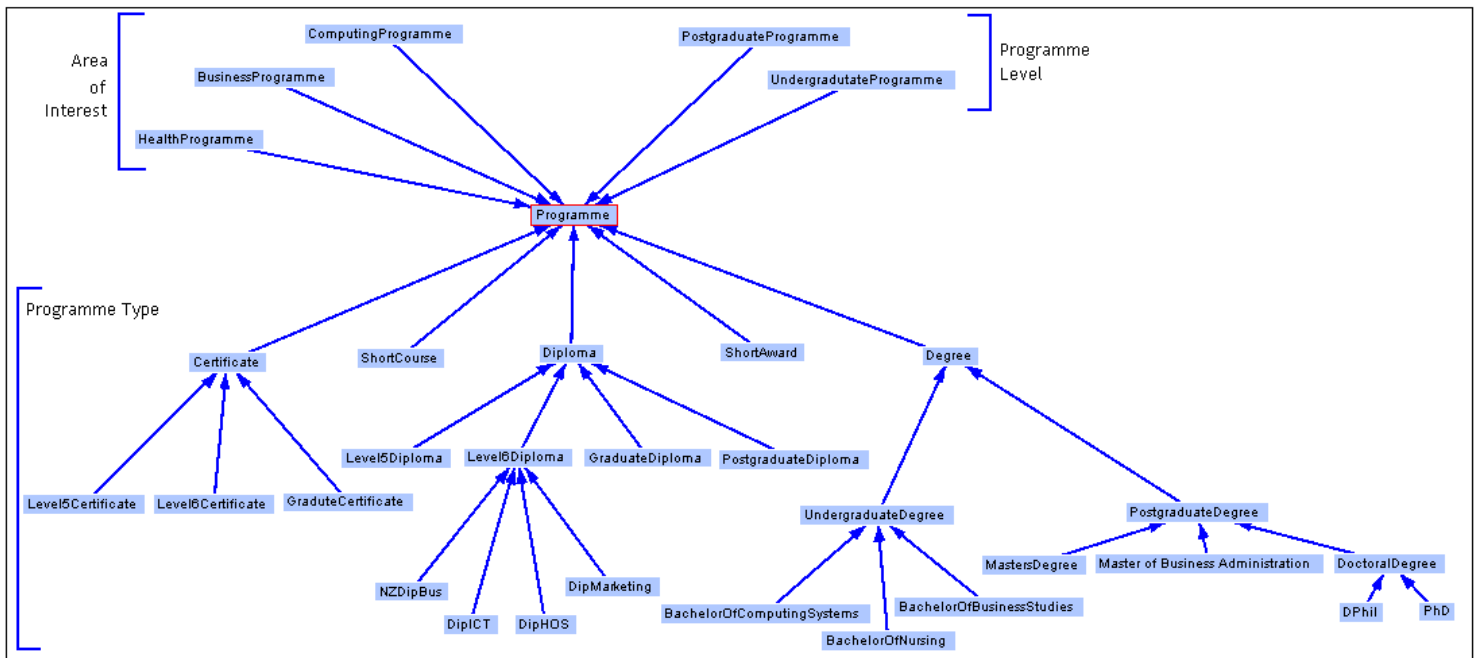 ComputingProgramme
PostgraduateProgramme
Area
of
Interest
Programme
Level
BusinessProgramme
UndergradutateProgramme
HealthProgramme
Programme
Programme Type
Certificate
ShortCourse
Diploma
ShortAward
Degree
Level5Diploma
Level6Diploma
GraduateDiploma
PostgraduateDiploma
Level5Certificate
Level6Certificate
GraduteCertificate
UndergraduateDegree
PostgraduateDegree
MastersDegree
Master of Business Administration
DoctoralDegree
NZDipBus
DipMarketing
BachelorOfComputingSystems
BachelorOfBusinessStudies
DPhil
PhD
DipICT
DipHOS
BachelorOfNursing